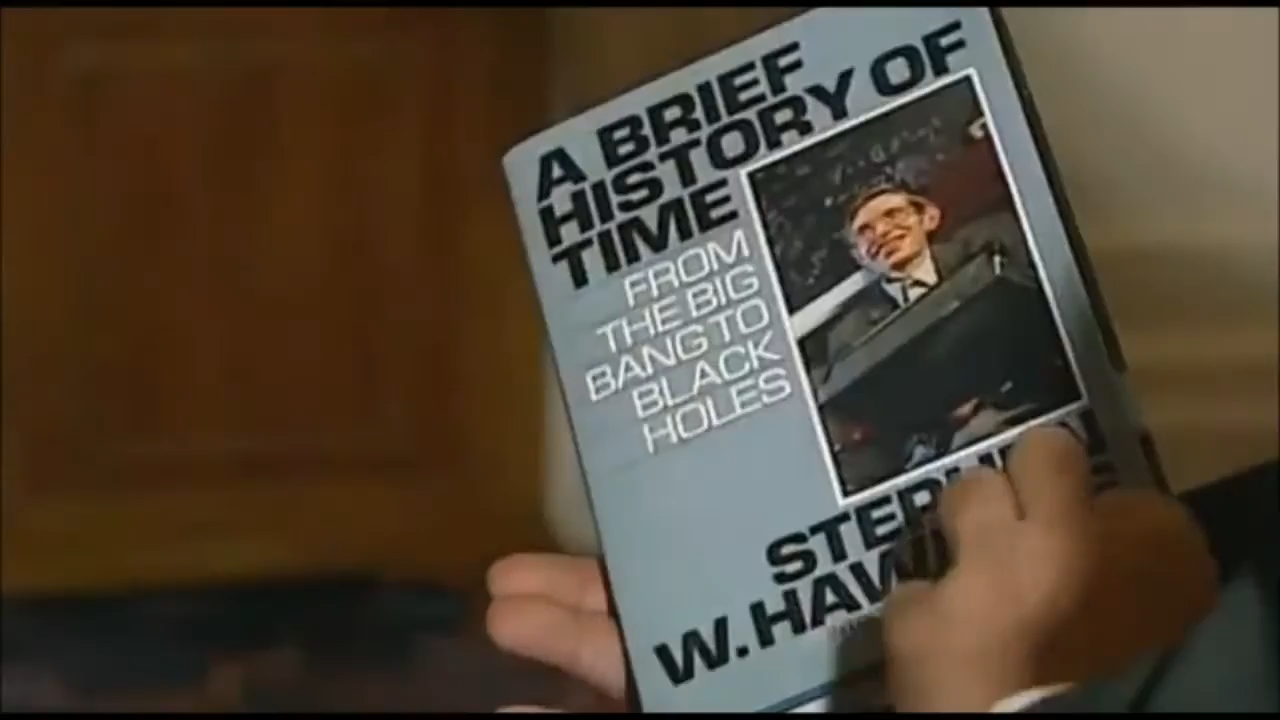 A BRIEF
HISTORY OF
TIME
FROM
THE BIG
BANG TO
BLACK
HOLES
W.